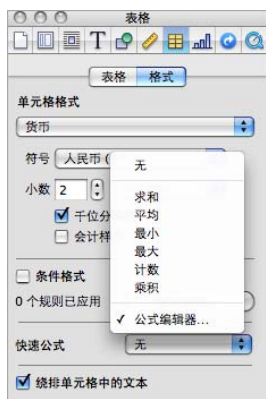 表格
表格 格式
单元格格式
货币
符号 人民币 (
无
小数 2
求和
平均
千位分
最小
会计样
最大
计数
条件格式
乘积
0 个规则已应用
✓ 公式编辑器...
快速公式 无
绕排单元格中的文本